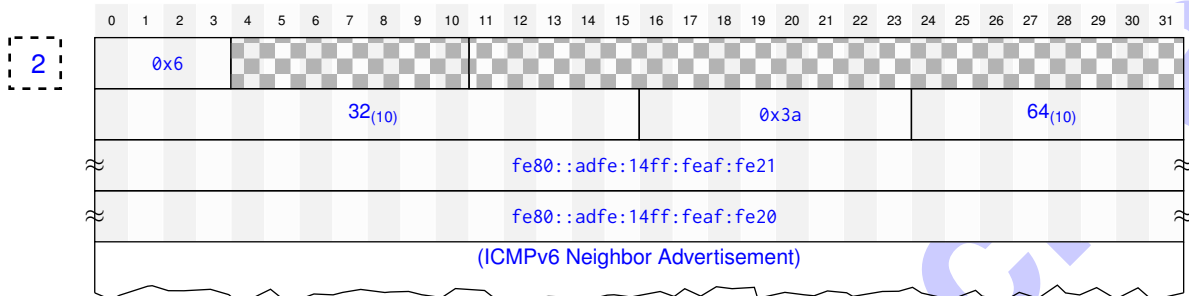 0 1 2 3 4 5 6 7 8 9 10 11 12 13 14 15 16 17 18 19 20 21 22 23 24 25 26 27 28 29 30 31
2 0x6
32(10) 0x3a 64(10)
≈ fe80::adfe:14ff:feaf:fe21 ≈
≈ fe80::adfe:14ff:feaf:fe20 ≈
(ICMPv6 Neighbor Advertisement)